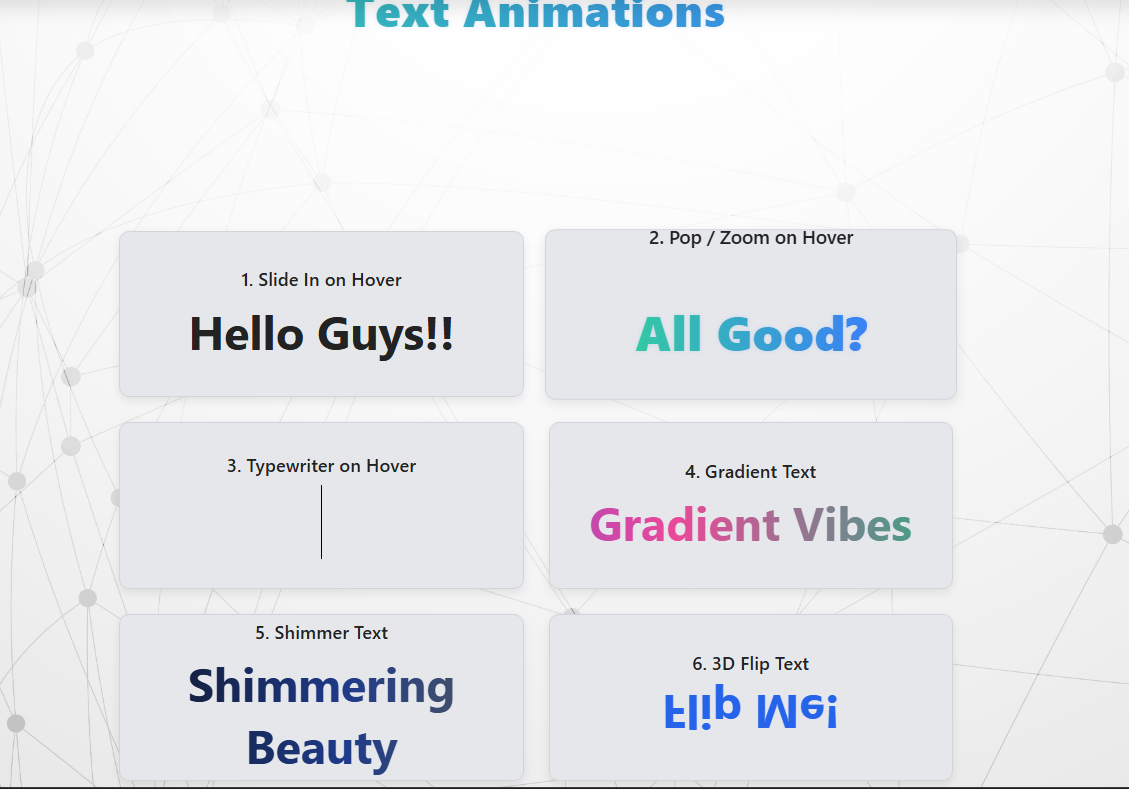 Text Animations
1. Slide In on Hover
Hello Guys!!
2. Pop / Zoom on Hover
All Good?
3. Typewriter on Hover
4. Gradient Text
Gradient Vibes
5. Shimmer Text
Shimmering
Beauty
6. 3D Flip Text
Flip Me!